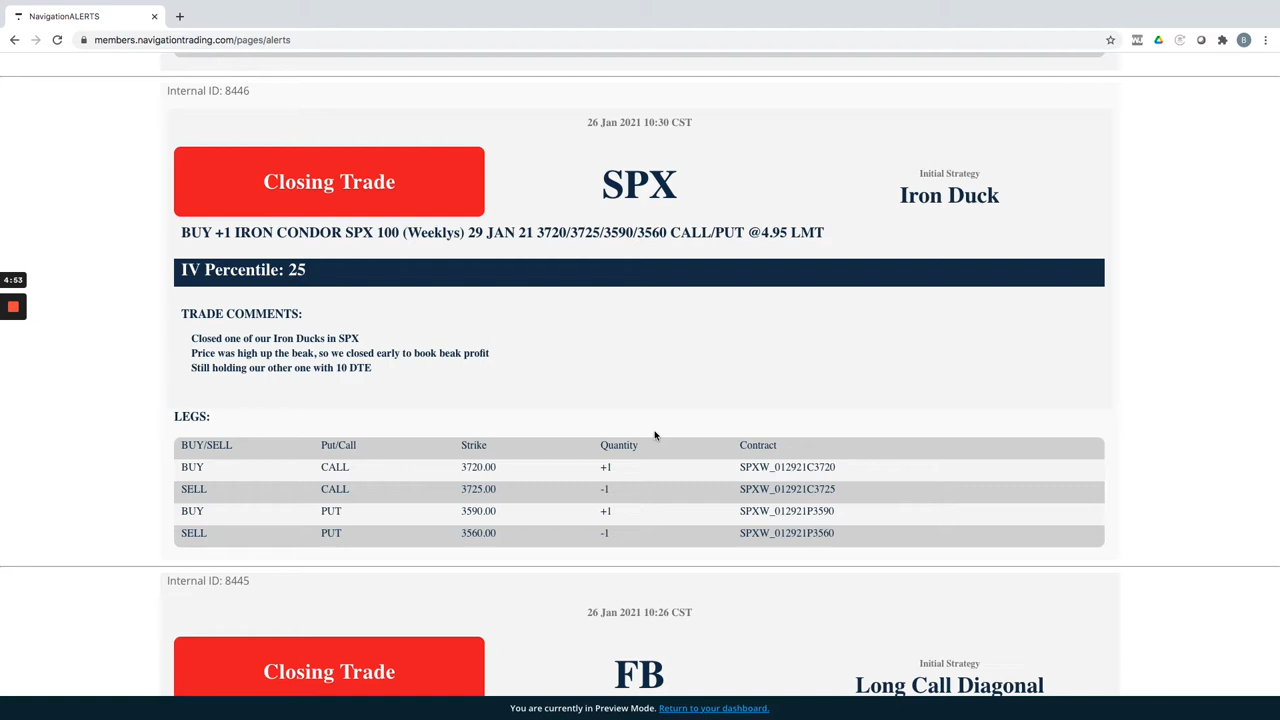 NavigationALERTS
members.navigationtrading.com/pages/alerts
B
Internal ID: 8446
26 Jan 2021 10:30 CST
Closing Trade
SPX
Initial Strategy
Iron Duck
BUY +1 IRON CONDOR SPX 100 (Weeklys) 29 JAN 21 3720/3725/3590/3560 CALL/PUT @4.95 LMT
IV Percentile: 25
4:53
TRADE COMMENTS:
Closed one of our Iron Ducks in SPX
Price was high up the beak, so we closed early to book beak profit
Still holding our other one with 10 DTE
LEGS:
BUY/SELL Put/Call Strike Quantity Contract
BUY CALL 3720.00 +1 SPXW_012921C3720
SELL CALL 3725.00 -1 SPXW_012921C3725
BUY PUT 3590.00 +1 SPXW_012921P3590
SELL PUT 3560.00 -1 SPXW_012921P3560
Internal ID: 8445
26 Jan 2021 10:26 CST
Closing Trade
FB
Initial Strategy
Long Call Diagonal
You are currently in Preview Mode. Return to your dashboard.